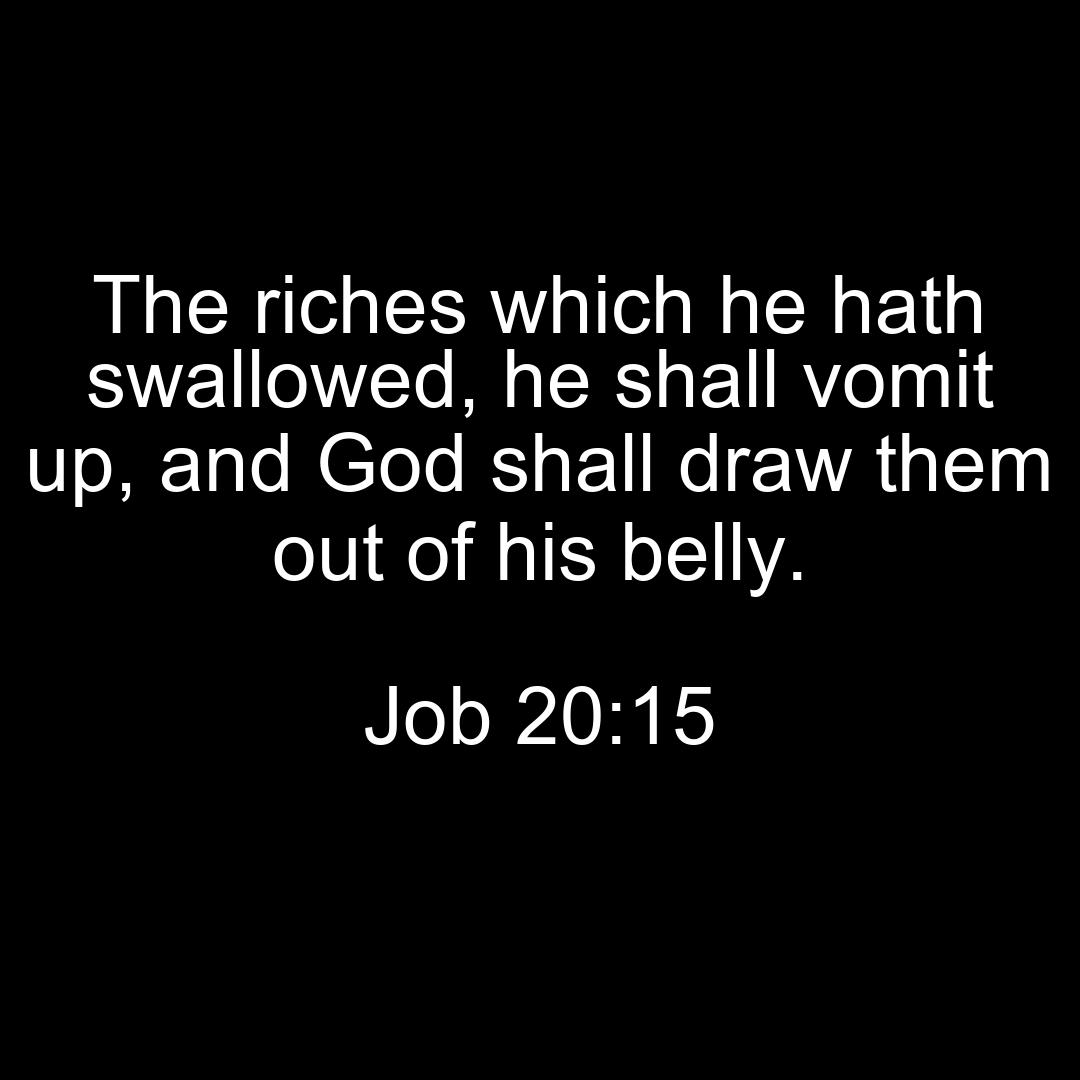 The riches which he hath
swallowed, he shall vomit
up, and God shall draw them
out of his belly.
Job 20:15